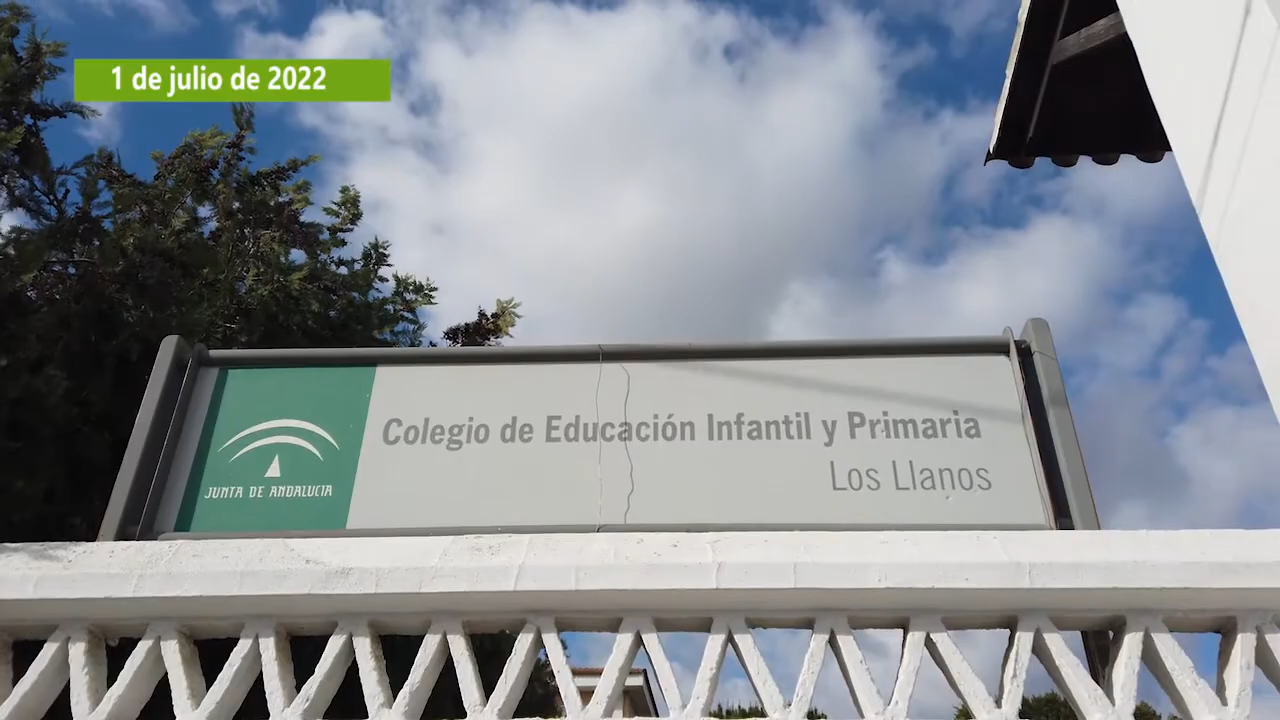 1 de julio de 2022
Colegio de Educación Infantil y Primaria
Los Llanos
JUNTA DE ANDALUCIA